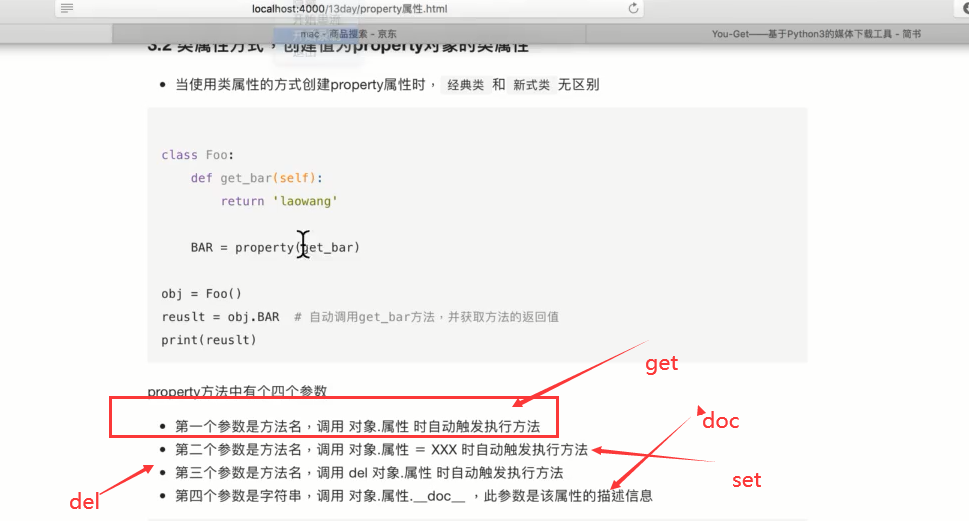 localhost:4000/13day/property属性.html
mac - 商品搜索 - 京东
You-Get——基于Python3的媒体下载工具 - 简书
3.2 类属性方式，创建值为property对象的类属性
当使用类属性的方式创建property属性时， 经典类 和 新式类 无区别
class Foo:
def get_bar(self):
return 'laowang'
BAR = property(get_bar)
obj = Foo()
reuslt = obj.BAR # 自动调用get_bar方法，并获取方法的返回值
print(reuslt)
property方法中有个四个参数
第一个参数是方法名，调用 对象.属性 时自动触发执行方法
第二个参数是方法名，调用 对象.属性 ＝ XXX 时自动触发执行方法
第三个参数是方法名，调用 del 对象.属性 时自动触发执行方法
第四个参数是字符串，调用 对象.属性.__doc__ ，此参数是该属性的描述信息
get
doc
set
del